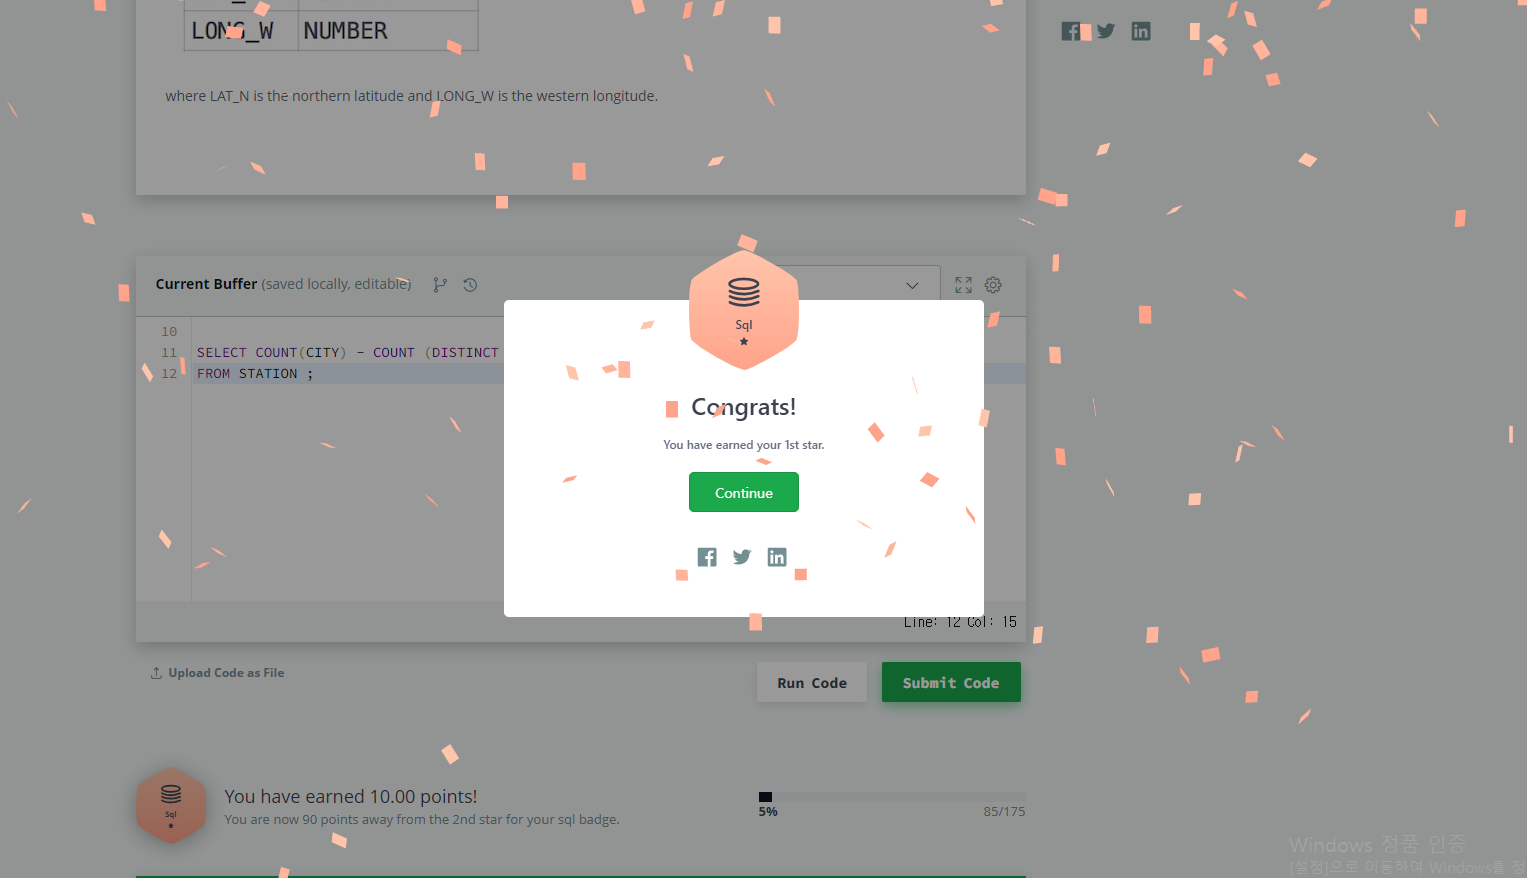 LONG_W NUMBER
where LAT_N is the northern latitude and LONG_W is the western longitude.
Current Buffer (saved locally, editable)
10
11 SELECT COUNT(CITY) - COUNT (DISTINCT
12 FROM STATION ;
Sql
Congrats!
You have earned your 1st star.
Continue
Line: 12 Col: 15
Upload Code as File
Run Code
Submit Code
Sql
You have earned 10.00 points!
You are now 90 points away from the 2nd star for your sql badge.
5%
85/175
Windows 정품 인증
[설정]으로 이동하여 Windows를 정